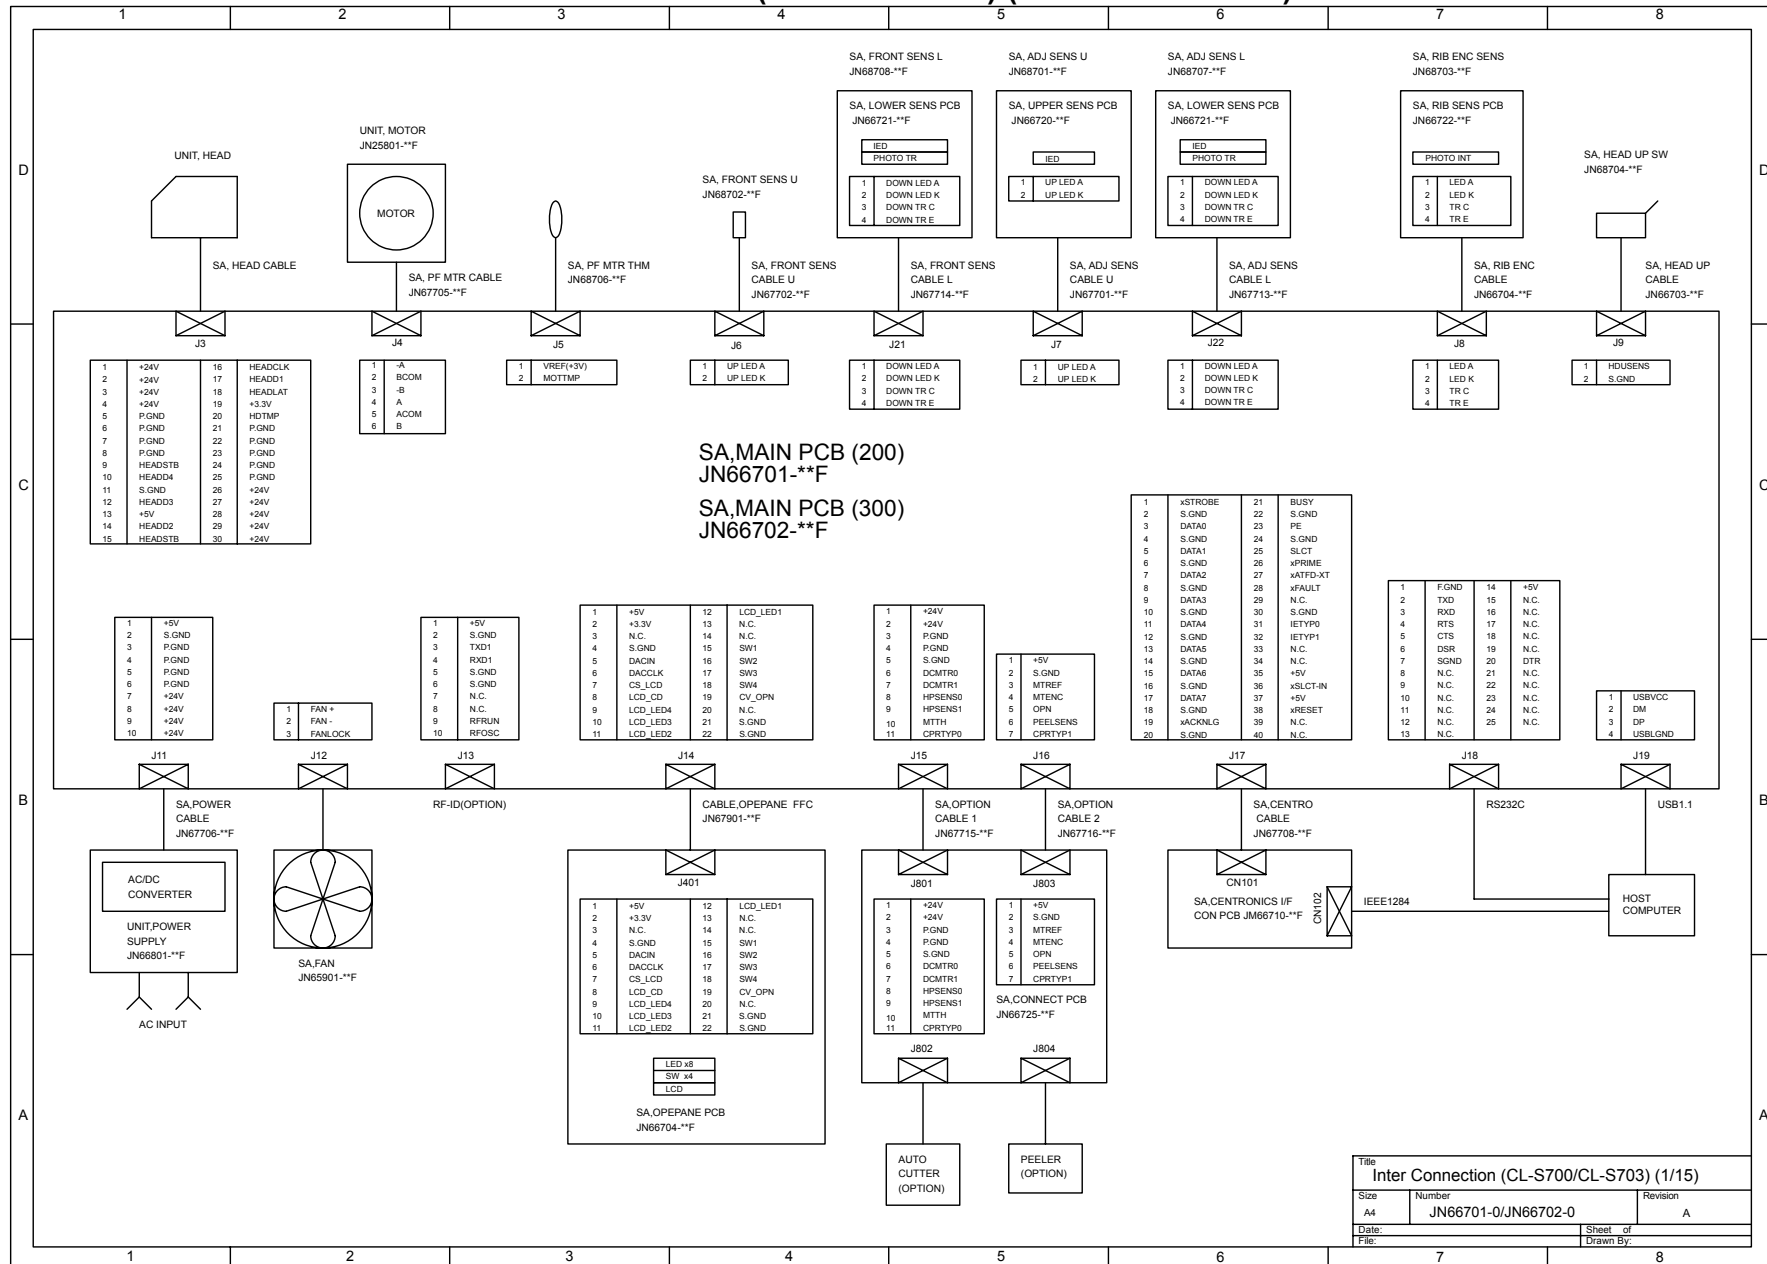 1 2 3 4 5 6 7 8
D
C
B
A
D
C
B
A
UNIT, HEAD
SA, HEAD CABLE
UNIT, MOTOR
JN25801-**F
MOTOR
SA, PF MTR CABLE
JN67705-**F
SA, PF MTR THM
JN68706-**F
SA, FRONT SENS U
JN68702-**F
SA, FRONT SENS
CABLE U
JN67702-**F
SA, FRONT SENS L
JN68708-**F
SA, LOWER SENS PCB
JN66721-**F
IED
PHOTO TR
1 DOWN LED A
2 DOWN LED K
3 DOWN TR C
4 DOWN TR E
SA, FRONT SENS
CABLE L
JN67714-**F
SA, ADJ SENS U
JN68701-**F
SA, UPPER SENS PCB
JN66720-**F
IED
1 UP LED A
2 UP LED K
SA, ADJ SENS
CABLE U
JN67701-**F
SA, ADJ SENS L
JN68707-**F
SA, LOWER SENS PCB
JN66721-**F
IED
PHOTO TR
1 DOWN LED A
2 DOWN LED K
3 DOWN TR C
4 DOWN TR E
SA, ADJ SENS
CABLE L
JN67713-**F
SA, RIB ENC SENS
JN68703-**F
SA, RIB SENS PCB
JN66722-**F
PHOTO INT
1 LED A
2 LED K
3 TR C
4 TR E
SA, RIB ENC
CABLE
JN66704-**F
SA, HEAD UP SW
JN68704-**F
SA, HEAD UP
CABLE
JN66703-**F
J3
1 +24V 16 HEADCLK
2 +24V 17 HEADD1
3 +24V 18 HEADLAT
4 +24V 19 +3.3V
5 P.GND 20 HDTMP
6 P.GND 21 P.GND
7 P.GND 22 P.GND
8 P.GND 23 P.GND
9 HEADSTB 24 P.GND
10 HEADD4 25 P.GND
11 S.GND 26 +24V
12 HEADD3 27 +24V
13 +5V 28 +24V
14 HEADD2 29 +24V
15 HEADSTB 30 +24V
J4
1 -A
2 BCOM
3 -B
4 A
5 ACOM
6 B
J5
1 VREF(+3V)
2 MOTTMP
J6
1 UP LED A
2 UP LED K
J21
1 DOWN LED A
2 DOWN LED K
3 DOWN TR C
4 DOWN TR E
J7
1 UP LED A
2 UP LED K
J22
1 DOWN LED A
2 DOWN LED K
3 DOWN TR C
4 DOWN TR E
J8
1 LED A
2 LED K
3 TR C
4 TR E
J9
1 HDUSENS
2 S.GND
SA,MAIN PCB (200)
JN66701-**F
SA,MAIN PCB (300)
JN66702-**F
1 +5V
2 S.GND
3 P.GND
4 P.GND
5 P.GND
6 P.GND
7 +24V
8 +24V
9 +24V
10 +24V
J11
1 FAN +
2 FAN -
3 FANLOCK
J12
1 +5V
2 S.GND
3 TXD1
4 RXD1
5 S.GND
6 S.GND
7 N.C.
8 N.C.
9 RFRUN
10 RFOSC
J13
1 +5V 12 LCD_LED1
2 +3.3V 13 N.C.
3 N.C. 14 N.C.
4 S.GND 15 SW1
5 DACIN 16 SW2
6 DACCLK 17 SW3
7 CS_LCD 18 SW4
8 LCD_CD 19 CV_OPN
9 LCD_LED4 20 N.C.
10 LCD_LED3 21 S.GND
11 LCD_LED2 22 S.GND
J14
1 +24V
2 +24V
3 P.GND
4 P.GND
5 S.GND
6 DCMTR0
7 DCMTR1
8 HPSENS0
9 HPSENS1
10 MTTH
11 CPRTYP0
J15
1 +5V
2 S.GND
3 MTREF
4 MTENC
5 OPN
6 PEELSENS
7 CPRTYP1
J16
1 xSTROBE 21 BUSY
2 S.GND 22 S.GND
3 DATA0 23 PE
4 S.GND 24 S.GND
5 DATA1 25 SLCT
6 S.GND 26 xPRIME
7 DATA2 27 xATFD-XT
8 S.GND 28 xFAULT
9 DATA3 29 N.C.
10 S.GND 30 S.GND
11 DATA4 31 IETYP0
12 S.GND 32 IETYP1
13 DATA5 33 N.C.
14 S.GND 34 N.C.
15 DATA6 35 +5V
16 S.GND 36 xSLCT-IN
17 DATA7 37 +5V
18 S.GND 38 xRESET
19 xACKNLG 39 N.C.
20 S.GND 40 N.C.
J17
1 F.GND 14 +5V
2 TXD 15 N.C.
3 RXD 16 N.C.
4 RTS 17 N.C.
5 CTS 18 N.C.
6 DSR 19 N.C.
7 SGND 20 DTR
8 N.C. 21 N.C.
9 N.C. 22 N.C.
10 N.C. 23 N.C.
11 N.C. 24 N.C.
12 N.C. 25 N.C.
13 N.C.
J18
1 USBVCC
2 DM
3 DP
4 USBLGND
J19
SA,POWER
CABLE
JN67706-**F
AC/DC
CONVERTER
UNIT,POWER
SUPPLY
JN66801-**F
AC INPUT
SA,FAN
JN65901-**F
RF-ID(OPTION)
CABLE,OPEPANE FFC
JN67901-**F
J401
1 +5V 12 LCD_LED1
2 +3.3V 13 N.C.
3 N.C. 14 N.C.
4 S.GND 15 SW1
5 DACIN 16 SW2
6 DACCLK 17 SW3
7 CS_LCD 18 SW4
8 LCD_CD 19 CV_OPN
9 LCD_LED4 20 N.C.
10 LCD_LED3 21 S.GND
11 LCD_LED2 22 S.GND
LED x8
SW x4
LCD
SA,OPEPANE PCB
JN66704-**F
SA,OPTION
CABLE 1
JN67715-**F
SA,OPTION
CABLE 2
JN67716-**F
J801
J803
1 +24V
2 +24V
3 P.GND
4 P.GND
5 S.GND
6 DCMTR0
7 DCMTR1
8 HPSENS0
9 HPSENS1
10 MTTH
11 CPRTYP0
1 +5V
2 S.GND
3 MTREF
4 MTENC
5 OPN
6 PEELSENS
7 CPRTYP1
SA,CONNECT PCB
JN66725-**F
J802
J804
AUTO
CUTTER
(OPTION)
PEELER
(OPTION)
SA,CENTRO
CABLE
JN67708-**F
CN101
SA,CENTRONICS I/F
CON PCB JM66710-**F
CN102
IEEE1284
RS232C
USB1.1
HOST
COMPUTER
Title
Inter Connection (CL-S700/CL-S703) (1/15)
Size Number Revision
A4 JN66701-0/JN66702-0 A
Date: Sheet of
File: Drawn By:
1 2 3 4 5 6 7 8